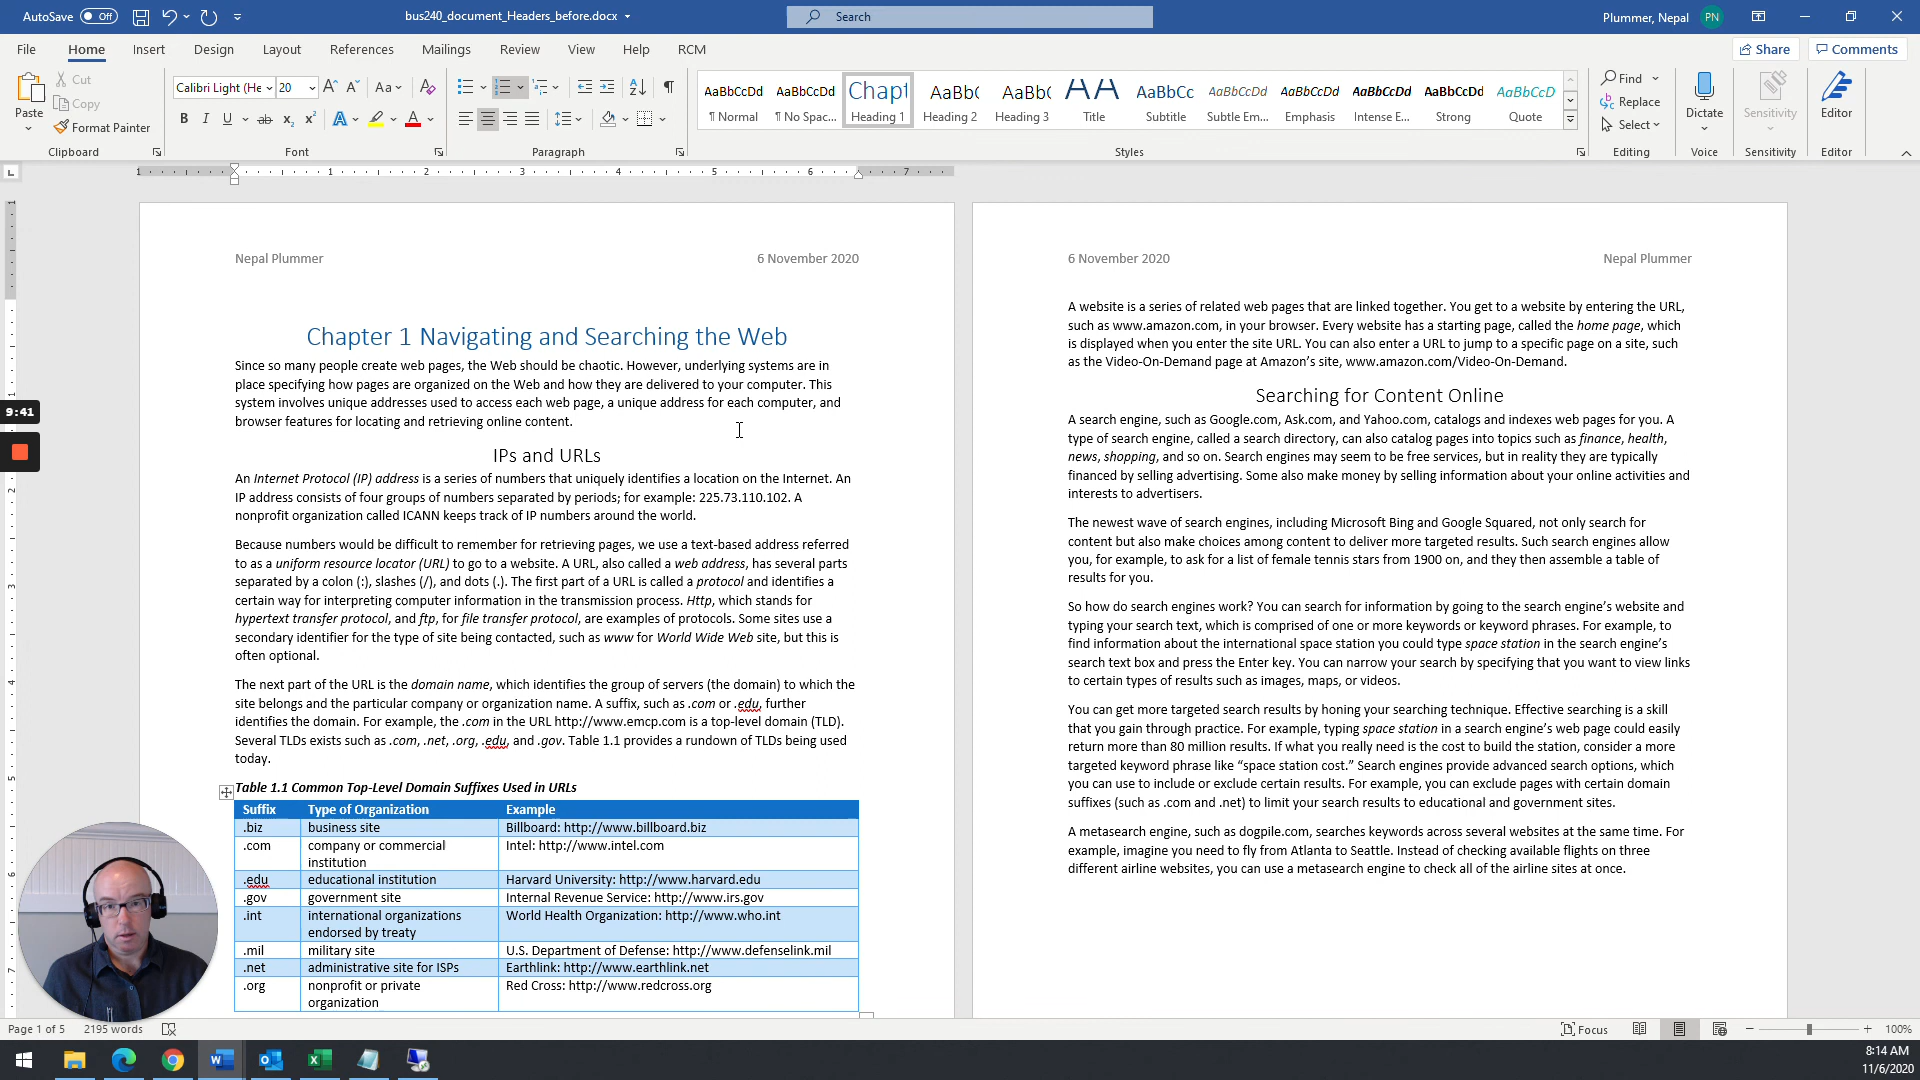 AutoSave Off
bus240_document_Headers_before.docx
Search
Plummer, Nepal PN
File Home Insert Design Layout References Mailings Review View Help RCM
Share Comments
Paste
Cut
Copy
Format Painter
Clipboard
Calibri Light (He 20
Font
Paragraph
AaBbCcDd AaBbCcDd Chapt AaBb( AaBb( AA AaBbCc AaBbCcDd AaBbCcDd AaBbCcDd AaBbCcDd AaBbCcD
¶ Normal ¶ No Spac... Heading 1 Heading 2 Heading 3 Title Subtitle Subtle Em... Emphasis Intense E... Strong Quote
Styles
Find
Replace
Select
Editing
Dictate
Voice
Sensitivity
Sensitivity
Editor
Editor
Nepal Plummer 6 November 2020
Chapter 1 Navigating and Searching the Web
Since so many people create web pages, the Web should be chaotic. However, underlying systems are in
place specifying how pages are organized on the Web and how they are delivered to your computer. This
system involves unique addresses used to access each web page, a unique address for each computer, and
browser features for locating and retrieving online content.
IPs and URLs
An Internet Protocol (IP) address is a series of numbers that uniquely identifies a location on the Internet. An
IP address consists of four groups of numbers separated by periods; for example: 225.73.110.102. A
nonprofit organization called ICANN keeps track of IP numbers around the world.
Because numbers would be difficult to remember for retrieving pages, we use a text-based address referred
to as a uniform resource locator (URL) to go to a website. A URL, also called a web address, has several parts
separated by a colon (:), slashes (/), and dots (.). The first part of a URL is called a protocol and identifies a
certain way for interpreting computer information in the transmission process. Http, which stands for
hypertext transfer protocol, and ftp, for file transfer protocol, are examples of protocols. Some sites use a
secondary identifier for the type of site being contacted, such as www for World Wide Web site, but this is
often optional.
The next part of the URL is the domain name, which identifies the group of servers (the domain) to which the
site belongs and the particular company or organization name. A suffix, such as .com or .edu, further
identifies the domain. For example, the .com in the URL http://www.emcp.com is a top-level domain (TLD).
Several TLDs exists such as .com, .net, .org, .edu, and .gov. Table 1.1 provides a rundown of TLDs being used
today.
Table 1.1 Common Top-Level Domain Suffixes Used in URLs
Suffix Type of Organization Example
.biz business site Billboard: http://www.billboard.biz
.com company or commercial institution Intel: http://www.intel.com
.edu educational institution Harvard University: http://www.harvard.edu
.gov government site Internal Revenue Service: http://www.irs.gov
.int international organizations endorsed by treaty World Health Organization: http://www.who.int
.mil military site U.S. Department of Defense: http://www.defenselink.mil
.net administrative site for ISPs Earthlink: http://www.earthlink.net
.org nonprofit or private organization Red Cross: http://www.redcross.org
6 November 2020 Nepal Plummer
A website is a series of related web pages that are linked together. You get to a website by entering the URL,
such as www.amazon.com, in your browser. Every website has a starting page, called the home page, which
is displayed when you enter the site URL. You can also enter a URL to jump to a specific page on a site, such
as the Video-On-Demand page at Amazon’s site, www.amazon.com/Video-On-Demand.
Searching for Content Online
A search engine, such as Google.com, Ask.com, and Yahoo.com, catalogs and indexes web pages for you. A
type of search engine, called a search directory, can also catalog pages into topics such as finance, health,
news, shopping, and so on. Search engines may seem to be free services, but in reality they are typically
financed by selling advertising. Some also make money by selling information about your online activities and
interests to advertisers.
The newest wave of search engines, including Microsoft Bing and Google Squared, not only search for
content but also make choices among content to deliver more targeted results. Such search engines allow
you, for example, to ask for a list of female tennis stars from 1900 on, and they then assemble a table of
results for you.
So how do search engines work? You can search for information by going to the search engine’s website and
typing your search text, which is comprised of one or more keywords or keyword phrases. For example, to
find information about the international space station you could type space station in the search engine’s
search text box and press the Enter key. You can narrow your search by specifying that you want to view links
to certain types of results such as images, maps, or videos.
You can get more targeted search results by honing your searching technique. Effective searching is a skill
that you gain through practice. For example, typing space station in a search engine’s web page could easily
return more than 80 million results. If what you really need is the cost to build the station, consider a more
targeted keyword phrase like “space station cost.” Search engines provide advanced search options, which
you can use to include or exclude certain results. For example, you can exclude pages with certain domain
suffixes (such as .com and .net) to limit your search results to educational and government sites.
A metasearch engine, such as dogpile.com, searches keywords across several websites at the same time. For
example, imagine you need to fly from Atlanta to Seattle. Instead of checking available flights on three
different airline websites, you can use a metasearch engine to check all of the airline sites at once.
9:41
Page 1 of 5 2195 words
Focus 100%
8:14 AM
11/6/2020